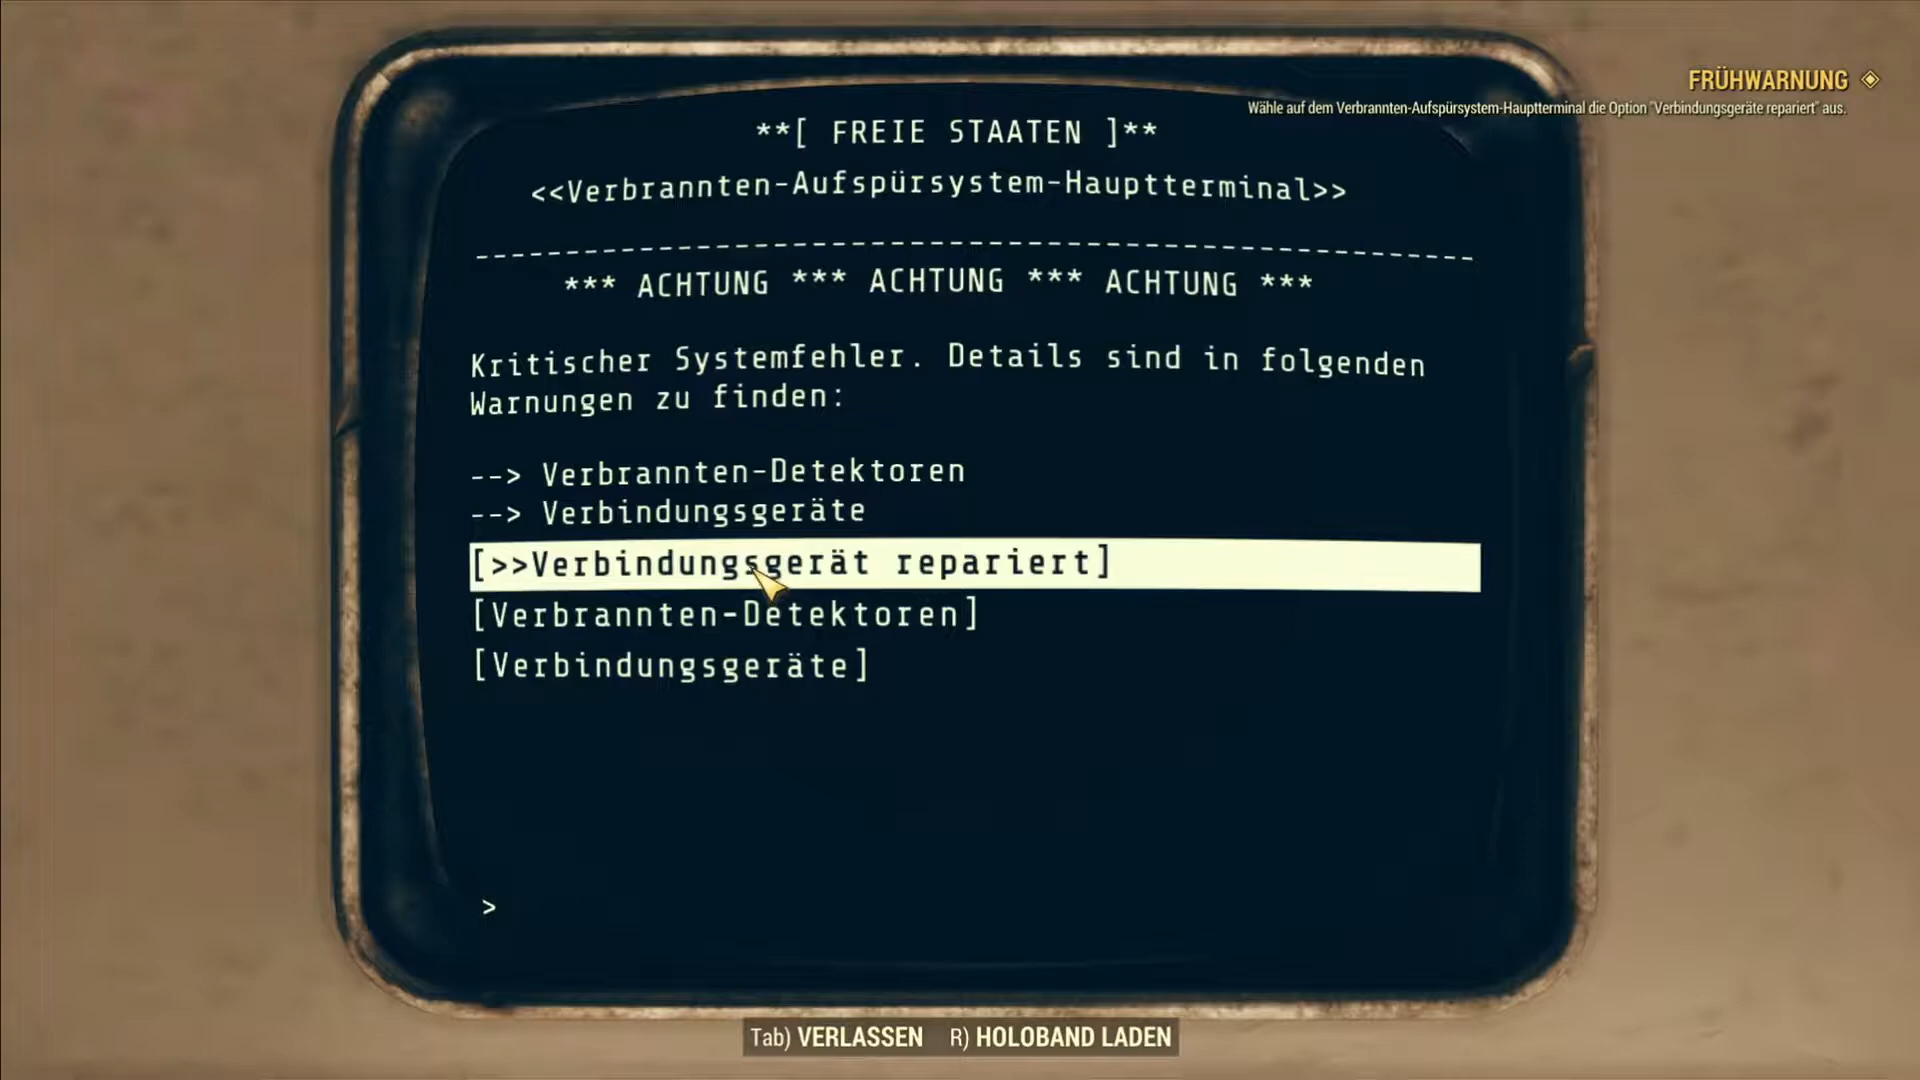 FRÜHWARNUNG
Wähle auf dem Verbrannten-Aufspürsystem-Hauptterminal die Option "Verbindungsgeräte repariert" aus.
**[ FREIE STAATEN ]**
<<Verbrannten-Aufspürsystem-Hauptterminal>>
--------------------------------------------------------
*** ACHTUNG *** ACHTUNG *** ACHTUNG ***
Kritischer Systemfehler. Details sind in folgenden
Warnungen zu finden:
--> Verbrannten-Detektoren
--> Verbindungsgeräte
[>>Verbindungsgerät repariert]
[Verbrannten-Detektoren]
[Verbindungsgeräte]
>
Tab) VERLASSEN R) HOLOBAND LADEN